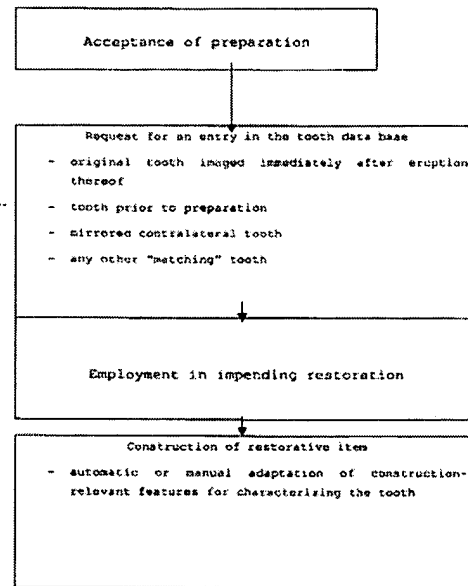 Acceptance of preparation
Request for an entry in the tooth data base
- original tooth imaged immediately after eruption
thereof
- tooth prior to preparation
- mirrored contralateral tooth
- any other "matching" tooth
Employment in impending restoration
Construction of restorative item
- automatic or manual adaptation of construction-
relevant features for characterizing the tooth